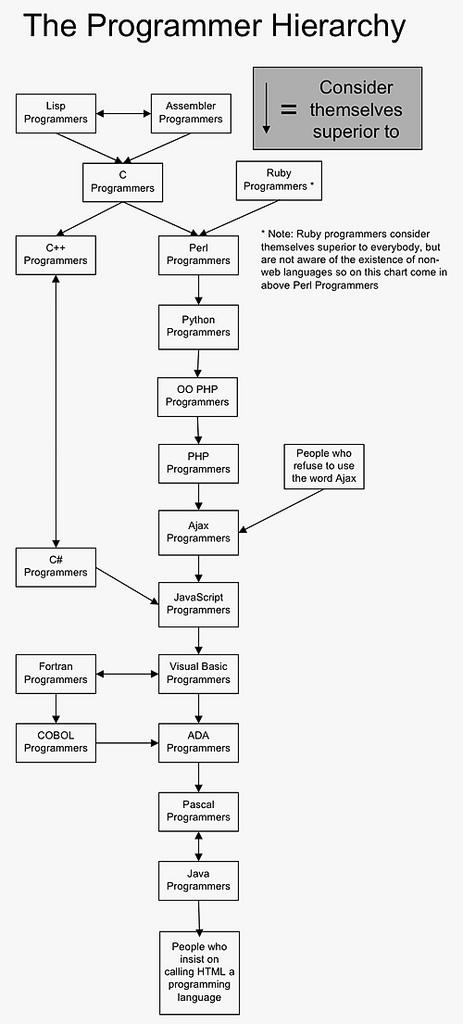 The Programmer Hierarchy
Consider
themselves
superior to
=
Lisp
Programmers
Assembler
Programmers
C
Programmers
Ruby
Programmers *
* Note: Ruby programmers consider
themselves superior to everybody, but
are not aware of the existence of non-
web languages so on this chart come in
above Perl Programmers
C++
Programmers
Perl
Programmers
Python
Programmers
OO PHP
Programmers
PHP
Programmers
People who
refuse to use
the word Ajax
Ajax
Programmers
C#
Programmers
JavaScript
Programmers
Fortran
Programmers
Visual Basic
Programmers
COBOL
Programmers
ADA
Programmers
Pascal
Programmers
Java
Programmers
People who
insist on
calling HTML a
programming
language